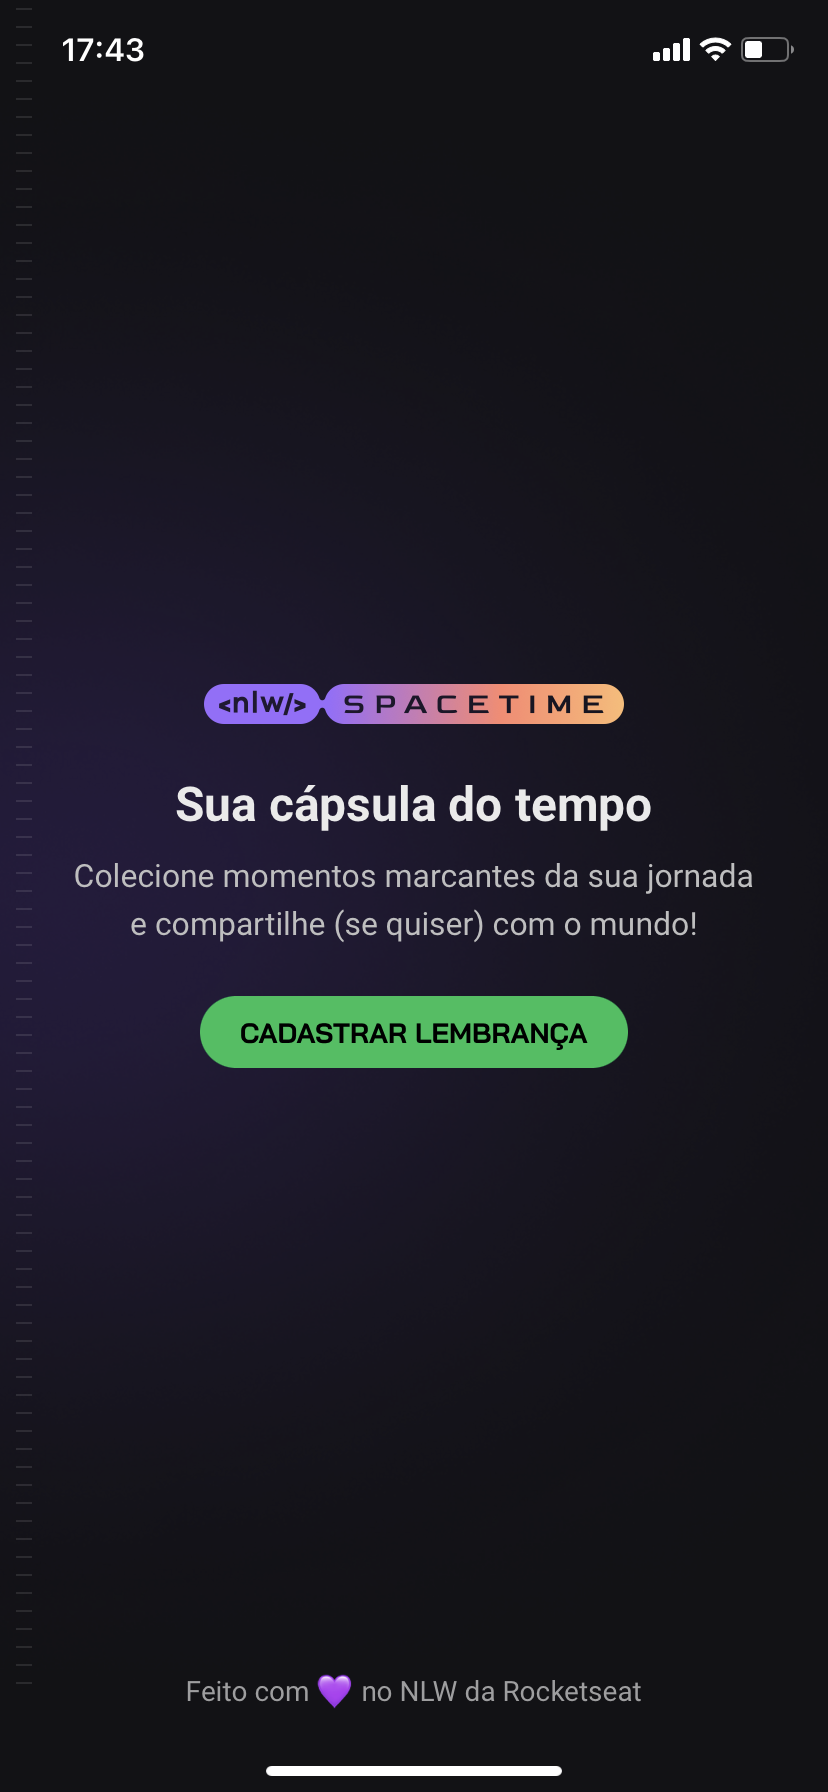 17:43
<nlw/> SPACETIME
Sua cápsula do tempo
Colecione momentos marcantes da sua jornada
e compartilhe (se quiser) com o mundo!
CADASTRAR LEMBRANÇA
Feito com 💜 no NLW da Rocketseat